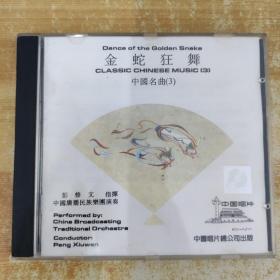 Dance of the Golden Snake
金蛇狂舞
CLASSIC CHINESE MUSIC (3)
中國名曲(3)
彭修文 指揮
中國廣播民族樂團演奏
Performed by:
China Broadcasting
Traditional Orchestra
Conductor:
Peng Xiuwen
中国唱片
中國唱片總公司出版